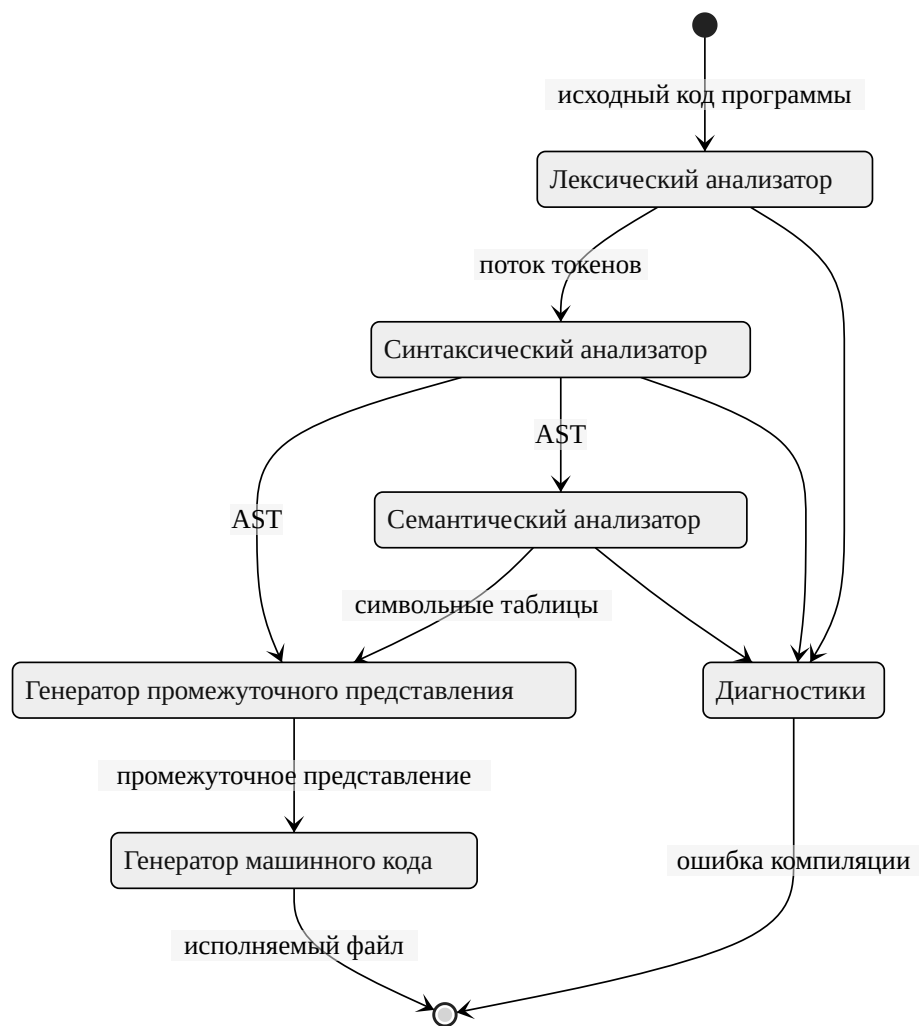 исходный код программы
Лексический анализатор
поток токенов
Синтаксический анализатор
AST
AST
Семантический анализатор
символьные таблицы
Генератор промежуточного представления
Диагностики
промежуточное представление
Генератор машинного кода
ошибка компиляции
исполняемый файл